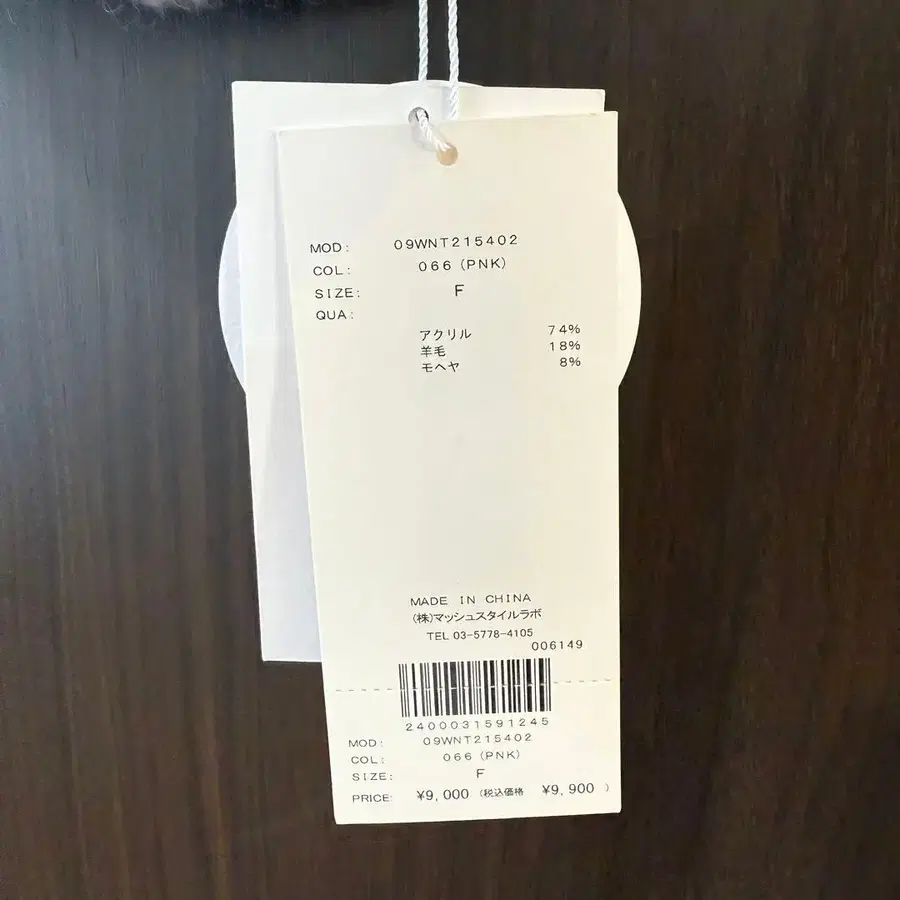 MOD: 09WNT215402
COL: 066 (PNK)
SIZE: F
QUA:
アクリル 74%
羊毛 18%
モヘヤ 8%
MADE IN CHINA
(株)マッシュスタイルラボ
TEL 03-5778-4105
006149
2400031591245
MOD: 09WNT215402
COL: 066 (PNK)
SIZE: F
PRICE: ¥9,000 (税込価格 ¥9,900 )